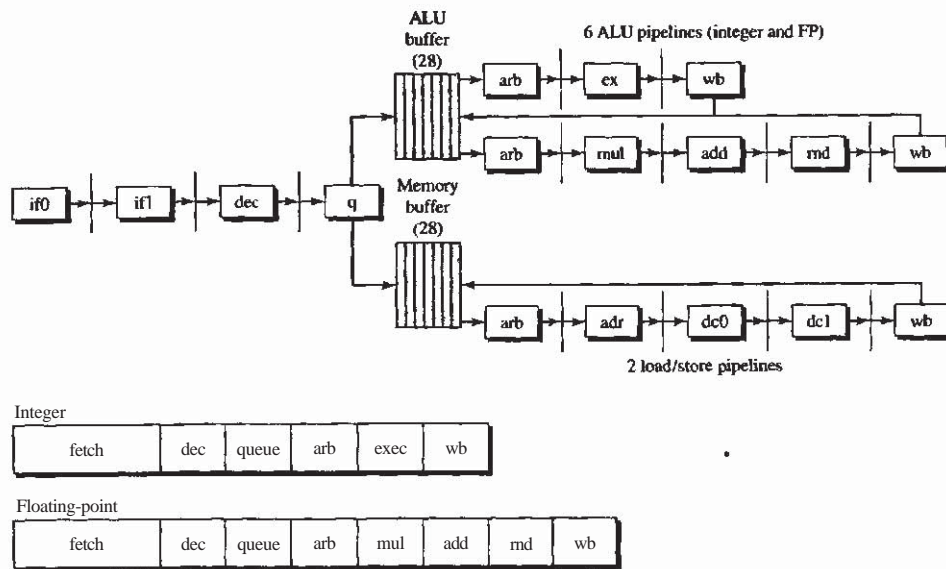 ALU
buffer
(28)
6 ALU pipelines (integer and FP)
arb
ex
wb
arb
mul
add
rnd
wb
if0
if1
dec
q
Memory
buffer
(28)
arb
adr
dc0
dc1
wb
2 load/store pipelines
Integer
fetch
dec
queue
arb
exec
wb
Floating-point
fetch
dec
queue
arb
mul
add
rnd
wb